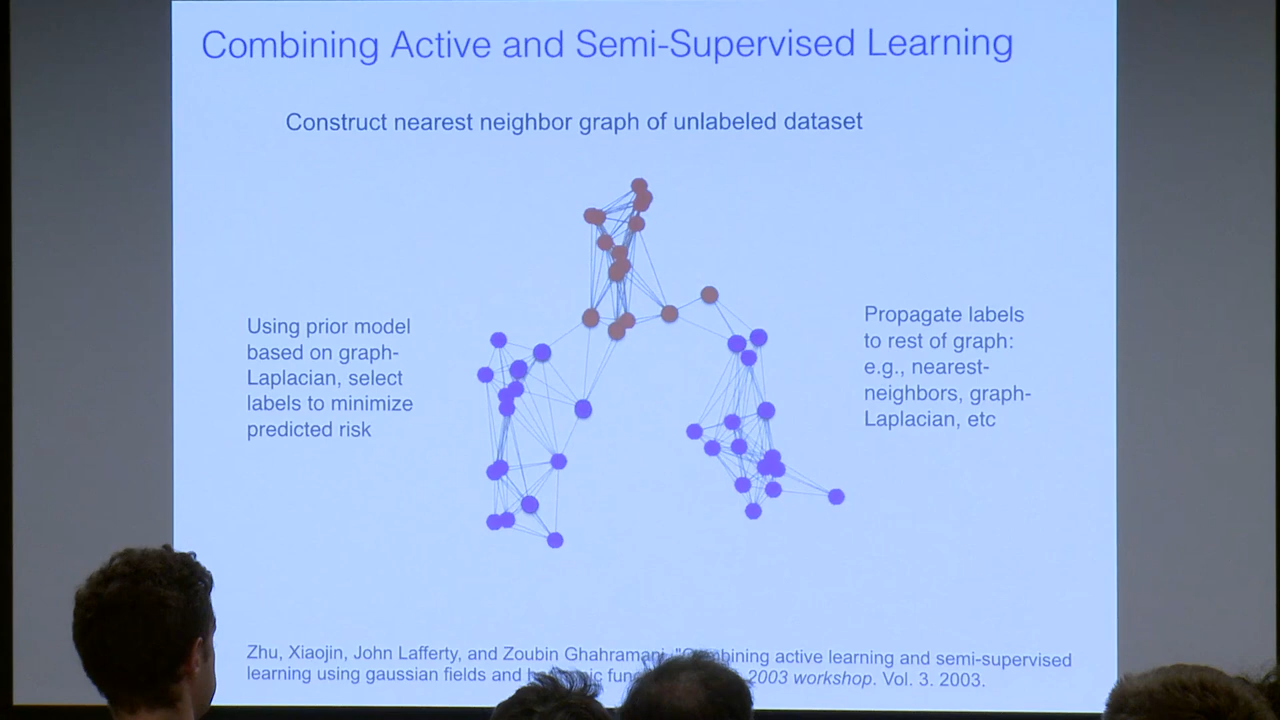 Combining Active and Semi-Supervised Learning
Construct nearest neighbor graph of unlabeled dataset
Using prior model
based on graph-
Laplacian, select
labels to minimize
predicted risk
Propagate labels
to rest of graph:
e.g., nearest-
neighbors, graph-
Laplacian, etc
Zhu, Xiaojin, John Lafferty, and Zoubin Ghahramani. "Combining active learning and semi-supervised
learning using gaussian fields and 2003 workshop. Vol. 3. 2003.